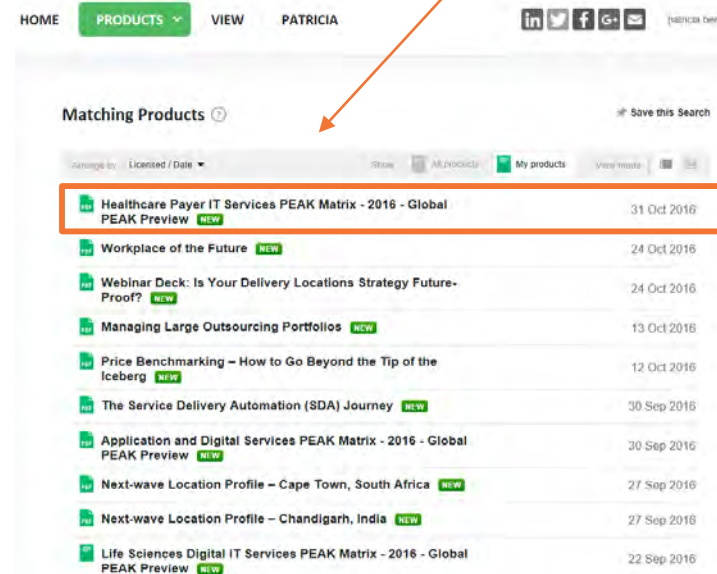 HOME PRODUCTS VIEW PATRICIA in f G+ patricia
Matching Products ? Save this Search
Arrange by Licensed / Date Show All products My products View mode
Healthcare Payer IT Services PEAK Matrix - 2016 - Global
PEAK Preview NEW
31 Oct 2016
Workplace of the Future NEW 24 Oct 2016
Webinar Deck: Is Your Delivery Locations Strategy Future-
Proof? NEW
24 Oct 2016
Managing Large Outsourcing Portfolios NEW 13 Oct 2016
Price Benchmarking – How to Go Beyond the Tip of the
Iceberg NEW
12 Oct 2016
The Service Delivery Automation (SDA) Journey NEW 30 Sep 2016
Application and Digital Services PEAK Matrix - 2016 - Global
PEAK Preview NEW
30 Sep 2016
Next-wave Location Profile – Cape Town, South Africa NEW 27 Sep 2016
Next-wave Location Profile – Chandigarh, India NEW 27 Sep 2016
Life Sciences Digital IT Services PEAK Matrix - 2016 - Global
PEAK Preview NEW
22 Sep 2016